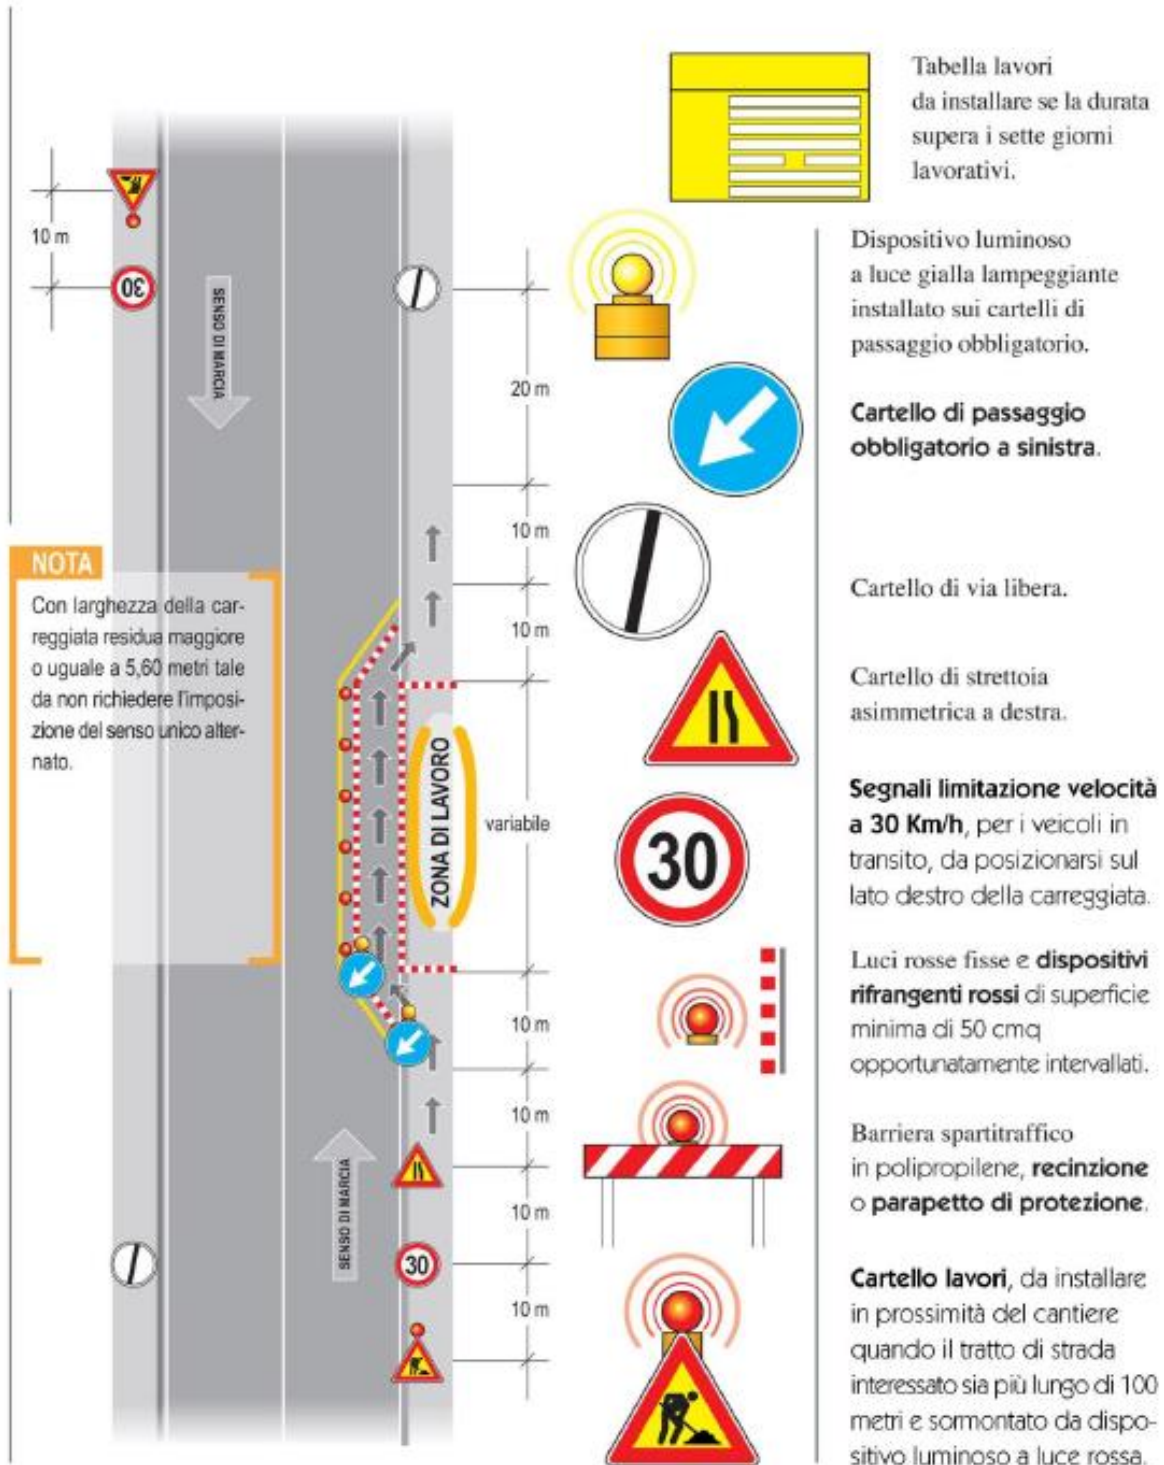 Tabella lavori
da installare se la durata
supera i sette giorni
lavorativi.
Dispositivo luminoso
a luce gialla lampeggiante
installato sui cartelli di
passaggio obbligatorio.
Cartello di passaggio
obbligatorio a sinistra.
Cartello di via libera.
Cartello di strettoia
asimmetrica a destra.
30
Segnali limitazione velocità
a 30 Km/h, per i veicoli in
transito, da posizionarsi sul
lato destro della carreggiata.
Luci rosse fisse e dispositivi
rifrangenti rossi di superficie
minima di 50 cmq
opportunatamente intervallati.
Barriera spartitraffico
in polipropilene, recinzione
o parapetto di protezione.
Cartello lavori, da installare
in prossimità del cantiere
quando il tratto di strada
interessato sia più lungo di 100
metri e sormontato da dispo-
sitivo luminoso a luce rossa.
10 m
30
SENSO DI MARCIA
20 m
10 m
10 m
NOTA
Con larghezza della car-
reggiata residua maggiore
o uguale a 5,60 metri tale
da non richiedere l'imposi-
zione del senso unico alter-
nato.
ZONA DI LAVORO
variabile
10 m
10 m
SENSO DI MARCIA
10 m
30
10 m